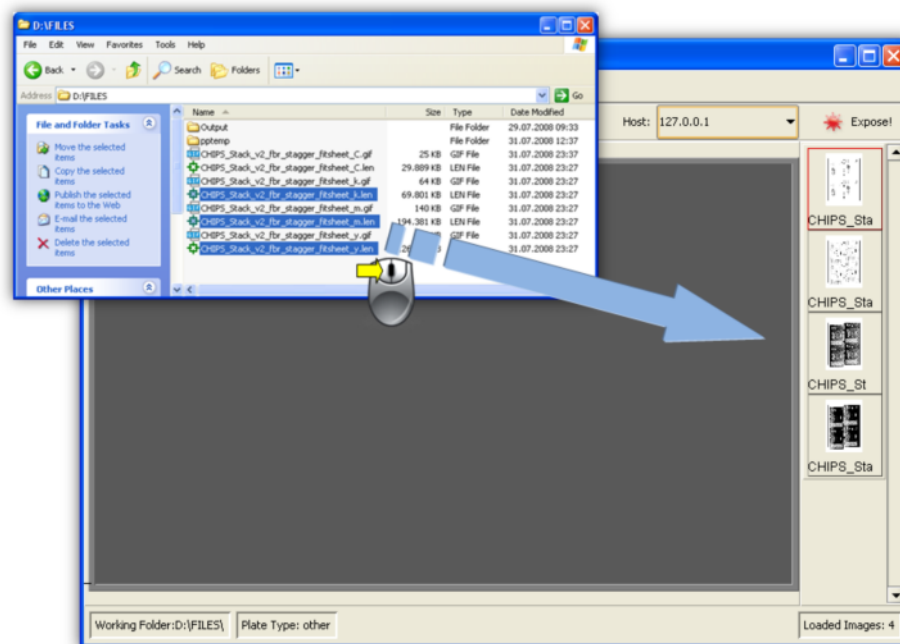 D:\FILES
File Edit View Favorites Tools Help
Back Search Folders
Address D:\FILES Go
File and Folder Tasks
Move the selected
items
Copy the selected
items
Publish the selected
items to the Web
E-mail the selected
items
Delete the selected
items
Other Places
Name Size Type Date Modified
Output File Folder 29.07.2008 09:33
pptemp File Folder 31.07.2008 12:37
CHIPS_Stack_v2_fbr_stagger_fitsheet_C.gif 25 KB GIF File 31.07.2008 23:37
CHIPS_Stack_v2_fbr_stagger_fitsheet_C.len 29.889 KB LEN File 31.07.2008 23:27
CHIPS_Stack_v2_fbr_stagger_fitsheet_k.gif 64 KB GIF File 31.07.2008 23:27
CHIPS_Stack_v2_fbr_stagger_fitsheet_k.len 69.801 KB LEN File 31.07.2008 23:27
CHIPS_Stack_v2_fbr_stagger_fitsheet_m.gif 140 KB GIF File 31.07.2008 23:27
CHIPS_Stack_v2_fbr_stagger_fitsheet_m.len 194.381 KB LEN File 31.07.2008 23:27
CHIPS_Stack_v2_fbr_stagger_fitsheet_y.gif GIF File 31.07.2008 23:27
CHIPS_Stack_v2_fbr_stagger_fitsheet_y.len LEN File 31.07.2008 23:27
Host: 127.0.0.1 Expose!
CHIPS_Sta
CHIPS_Sta
CHIPS_St
CHIPS_Sta
Working Folder:D:\FILES\ Plate Type: other Loaded Images: 4